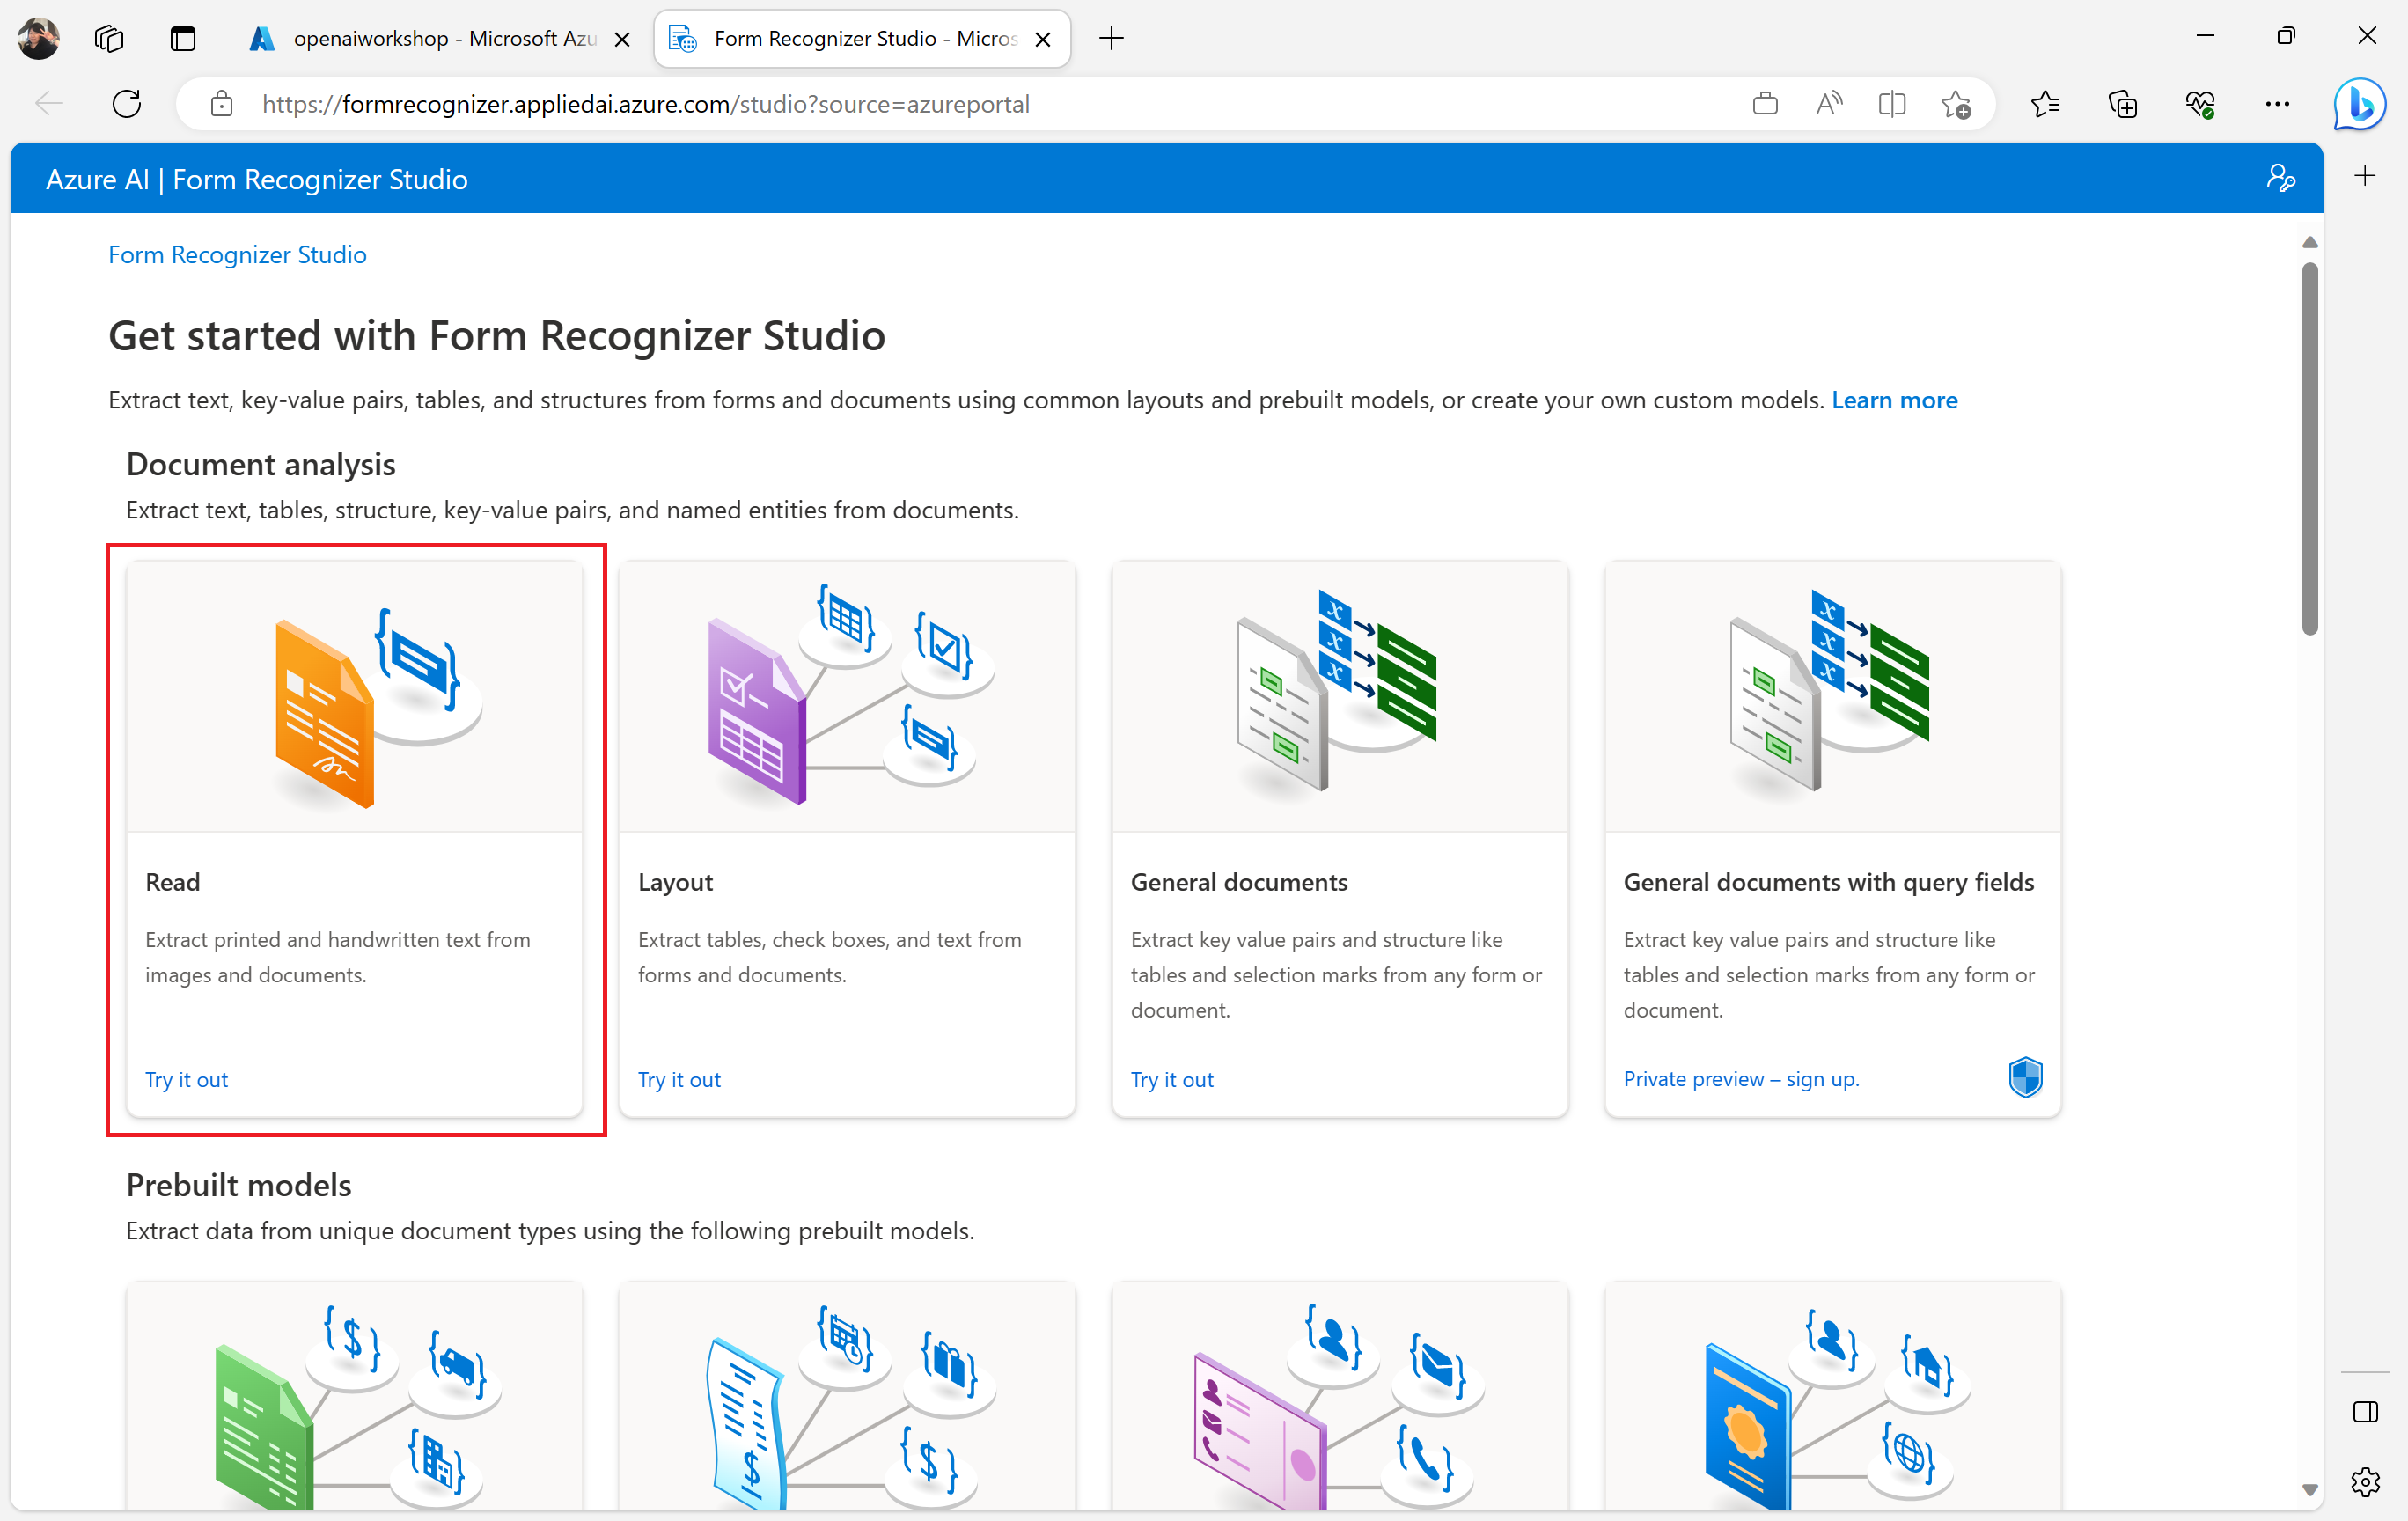 openaiworkshop - Microsoft Azu
Form Recognizer Studio - Micros
https://formrecognizer.appliedai.azure.com/studio?source=azureportal
Azure AI | Form Recognizer Studio
Form Recognizer Studio
Get started with Form Recognizer Studio
Extract text, key-value pairs, tables, and structures from forms and documents using common layouts and prebuilt models, or create your own custom models. Learn more
Document analysis
Extract text, tables, structure, key-value pairs, and named entities from documents.
Read
Extract printed and handwritten text from
images and documents.
Try it out
Layout
Extract tables, check boxes, and text from
forms and documents.
Try it out
General documents
Extract key value pairs and structure like
tables and selection marks from any form or
document.
Try it out
General documents with query fields
Extract key value pairs and structure like
tables and selection marks from any form or
document.
Private preview – sign up.
Prebuilt models
Extract data from unique document types using the following prebuilt models.